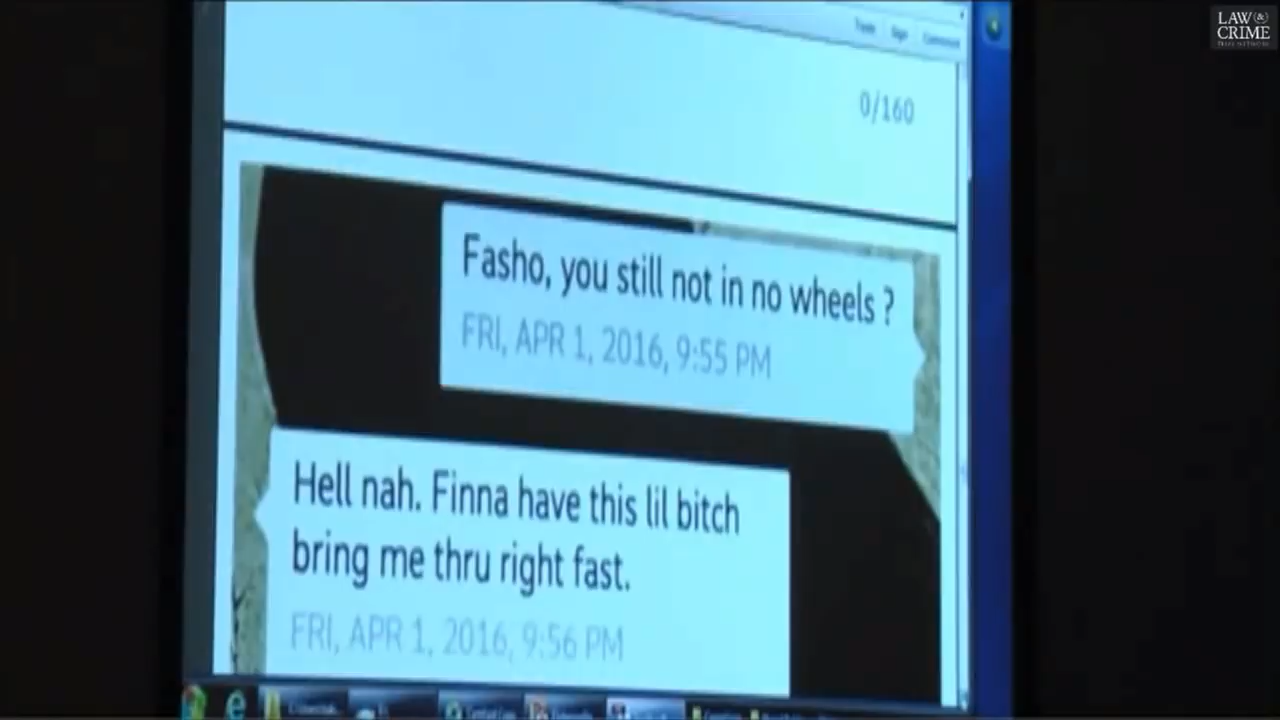 LAW & CRIME
0/160
Fasho, you still not in no wheels ?
FRI, APR 1, 2016, 9:55 PM
Hell nah. Finna have this lil bitch
bring me thru right fast.
FRI, APR 1, 2016, 9:56 PM